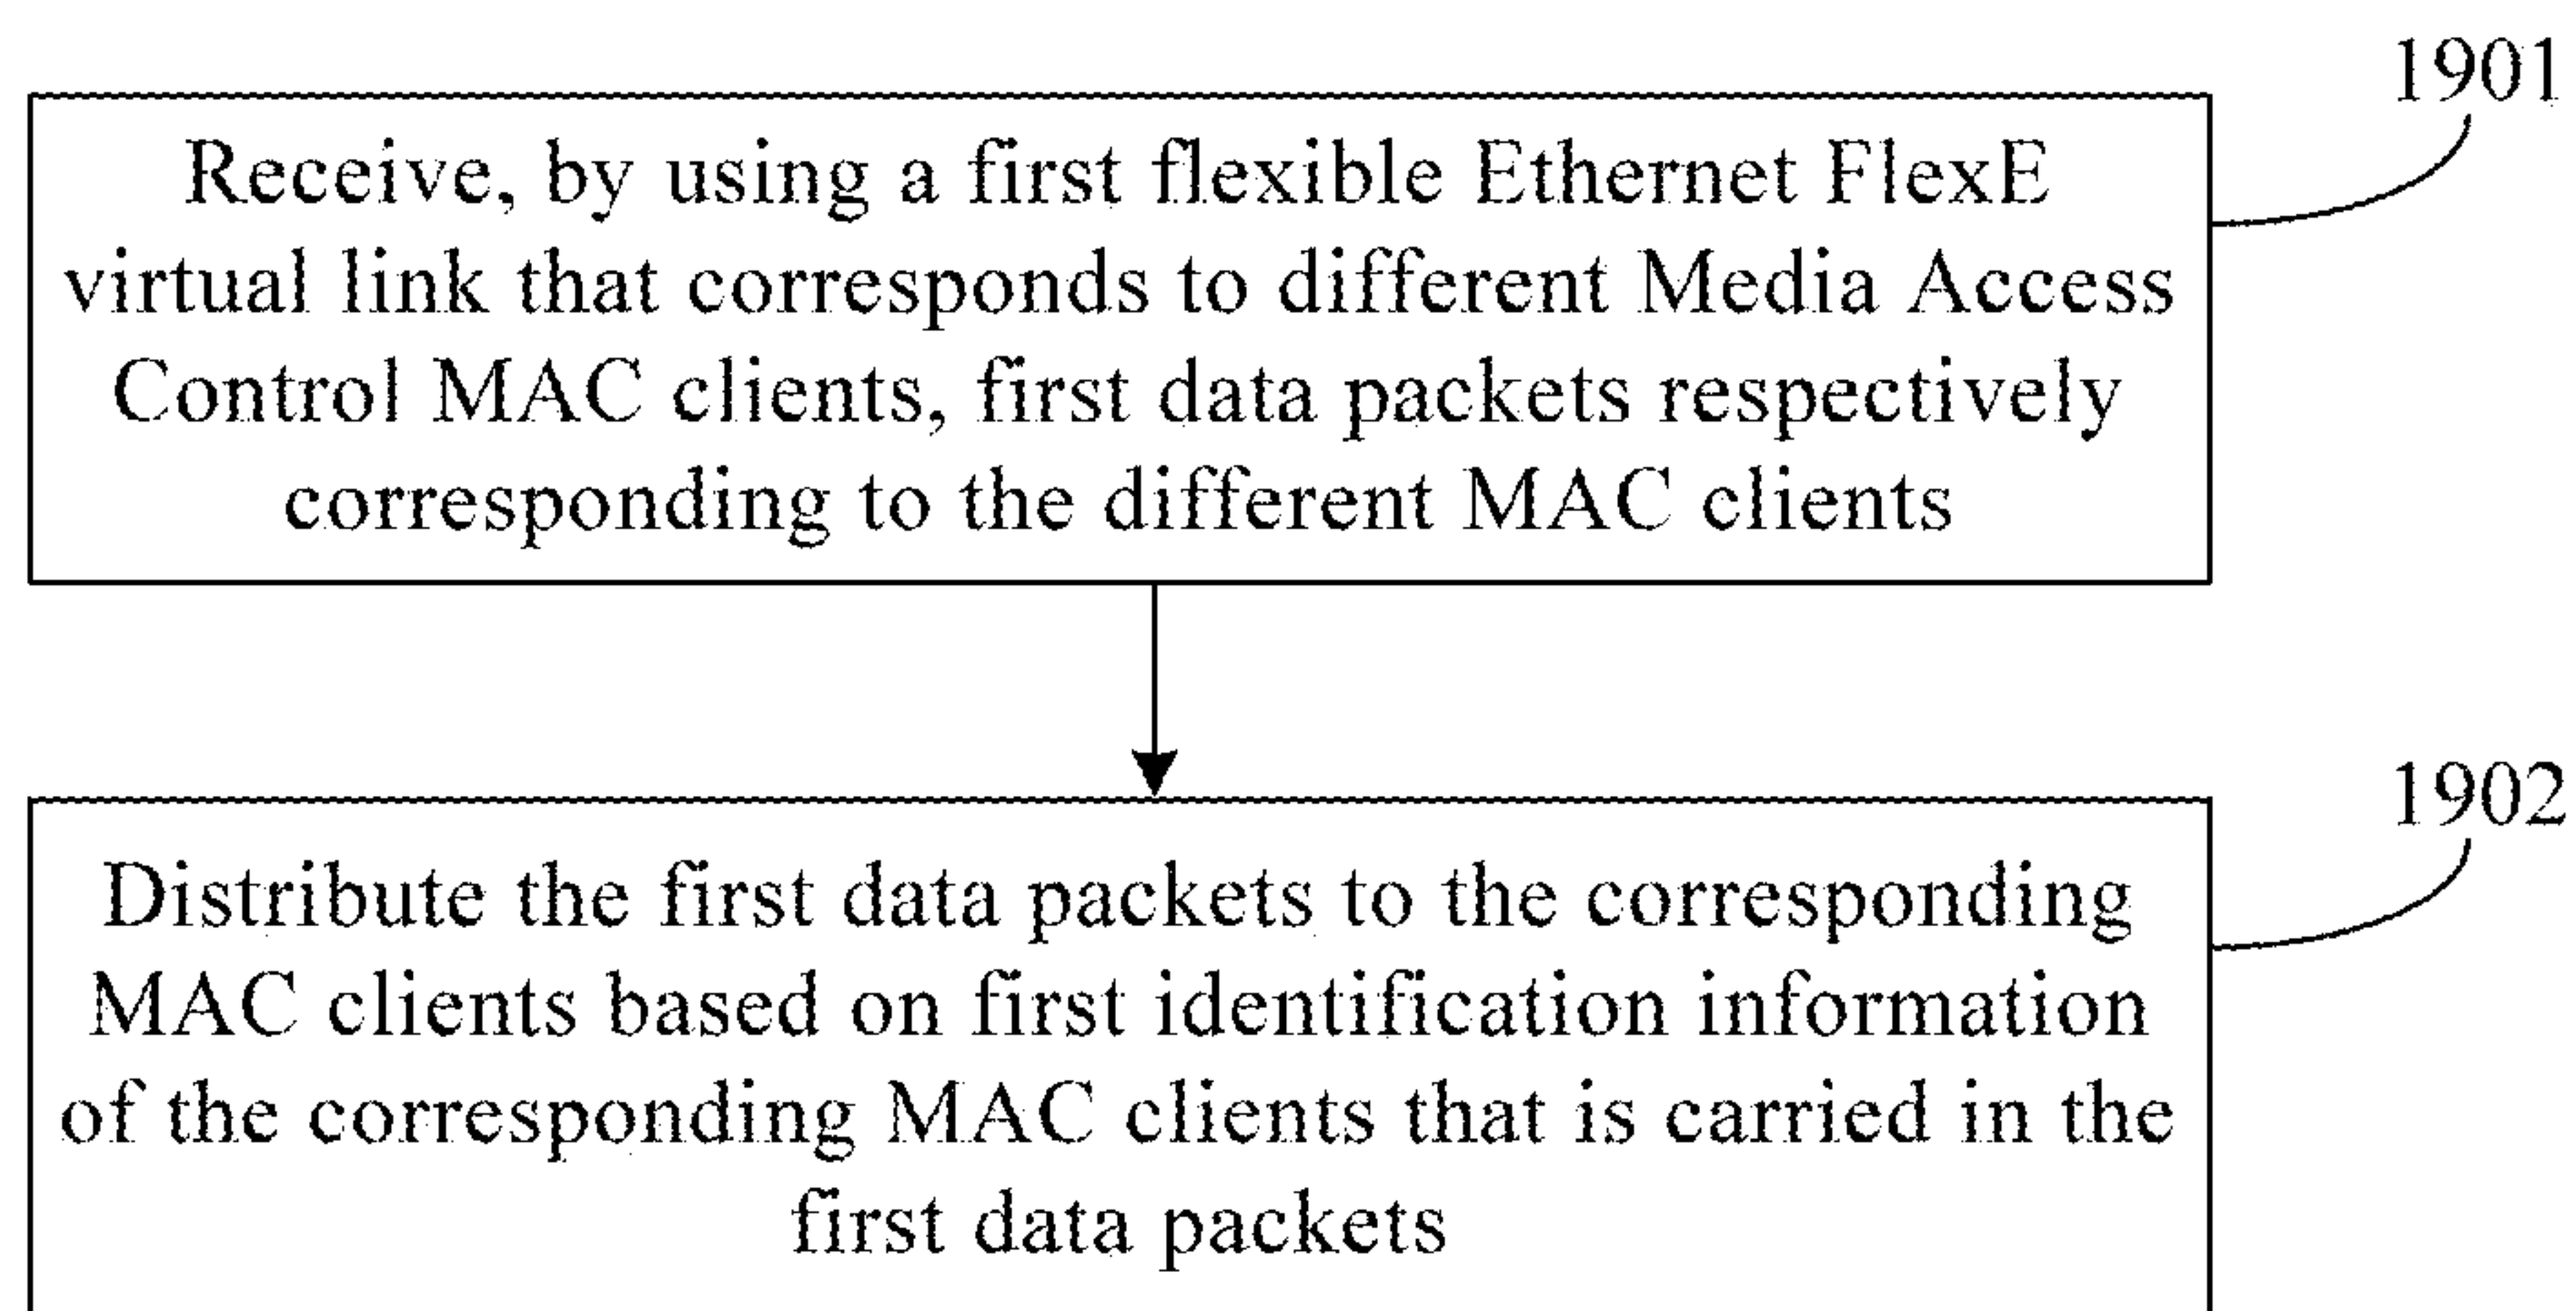 1901
Receive, by using a first flexible Ethernet FlexE
virtual link that corresponds to different Media Access
Control MAC clients, first data packets respectively
corresponding to the different MAC clients
1902
Distribute the first data packets to the corresponding
MAC clients based on first identification information
of the corresponding MAC clients that is carried in the
first data packets